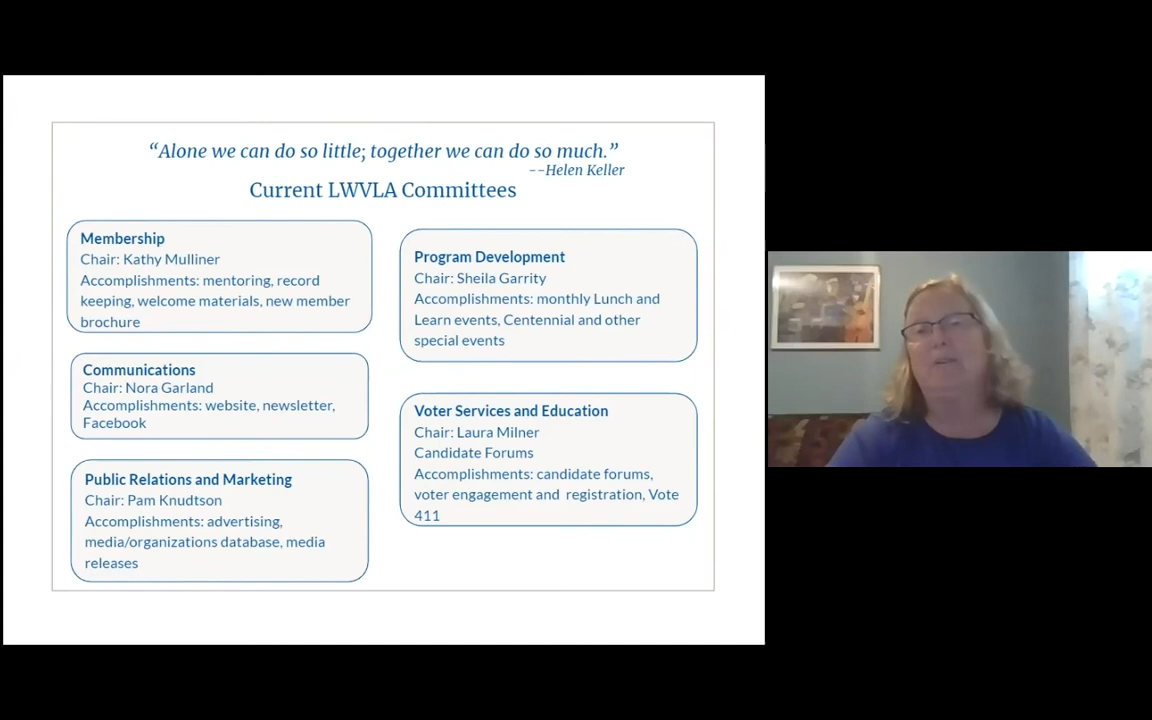 “Alone we can do so little; together we can do so much.”
--Helen Keller
Current LWVLA Committees
Membership
Chair: Kathy Mulliner
Accomplishments: mentoring, record
keeping, welcome materials, new member
brochure
Communications
Chair: Nora Garland
Accomplishments: website, newsletter,
Facebook
Public Relations and Marketing
Chair: Pam Knudtson
Accomplishments: advertising,
media/organizations database, media
releases
Program Development
Chair: Sheila Garrity
Accomplishments: monthly Lunch and
Learn events, Centennial and other
special events
Voter Services and Education
Chair: Laura Milner
Candidate Forums
Accomplishments: candidate forums,
voter engagement and registration, Vote
411